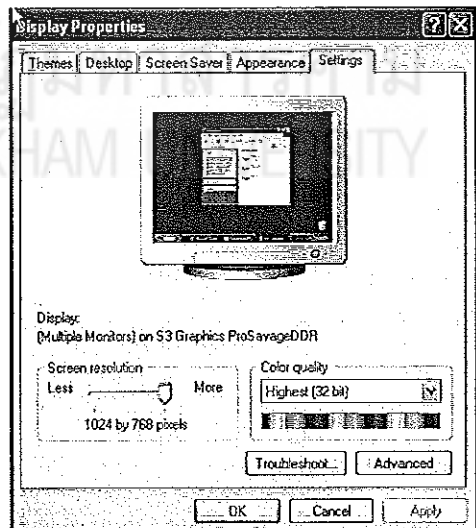 Display Properties
Themes Desktop Screen Saver Appearance Settings
Display:
(Multiple Monitors) on S3 Graphics ProSavageDDR
Screen resolution
Less More
1024 by 768 pixels
Color quality
Highest (32 bit)
Troubleshoot... Advanced
OK Cancel Apply